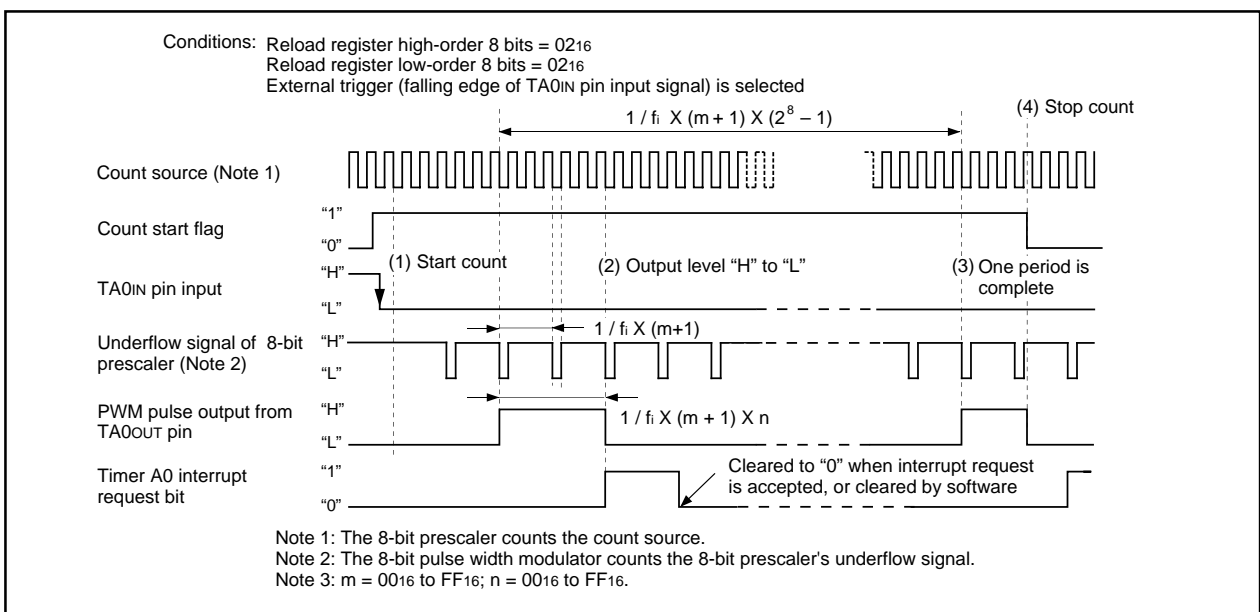 Conditions: Reload register high-order 8 bits = 0216
Reload register low-order 8 bits = 0216
External trigger (falling edge of TA0IN pin input signal) is selected
1 / fi X (m + 1) X (2^8 – 1)
(4) Stop count
Count source (Note 1)
Count start flag
“1”
“0”
(1) Start count
(2) Output level “H” to “L”
(3) One period is
complete
TA0IN pin input
“H”
“L”
1 / fi X (m+1)
Underflow signal of 8-bit
prescaler (Note 2)
“H”
“L”
PWM pulse output from
TA0OUT pin
“H”
“L”
1 / fi X (m + 1) X n
Timer A0 interrupt
request bit
“1”
“0”
Cleared to “0” when interrupt request
is accepted, or cleared by software
Note 1: The 8-bit prescaler counts the count source.
Note 2: The 8-bit pulse width modulator counts the 8-bit prescaler's underflow signal.
Note 3: m = 0016 to FF16; n = 0016 to FF16.